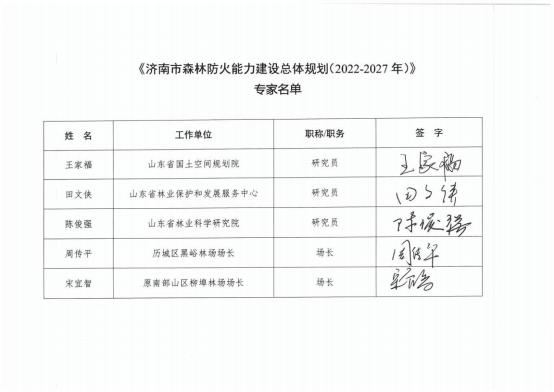 《济南市森林防火能力建设总体规划(2022-2027年)》
专家名单
姓 名 工作单位 职称/职务 签 字
王家福 山东省国土空间规划院 研究员 王家福
田文侠 山东省林业保护和发展服务中心 研究员 田文侠
陈俊强 山东省林业科学研究院 研究员 陈俊强
周传平 历城区黑峪林场场长 场长 周传平
宋宜智 原南部山区柳埠林场场长 场长